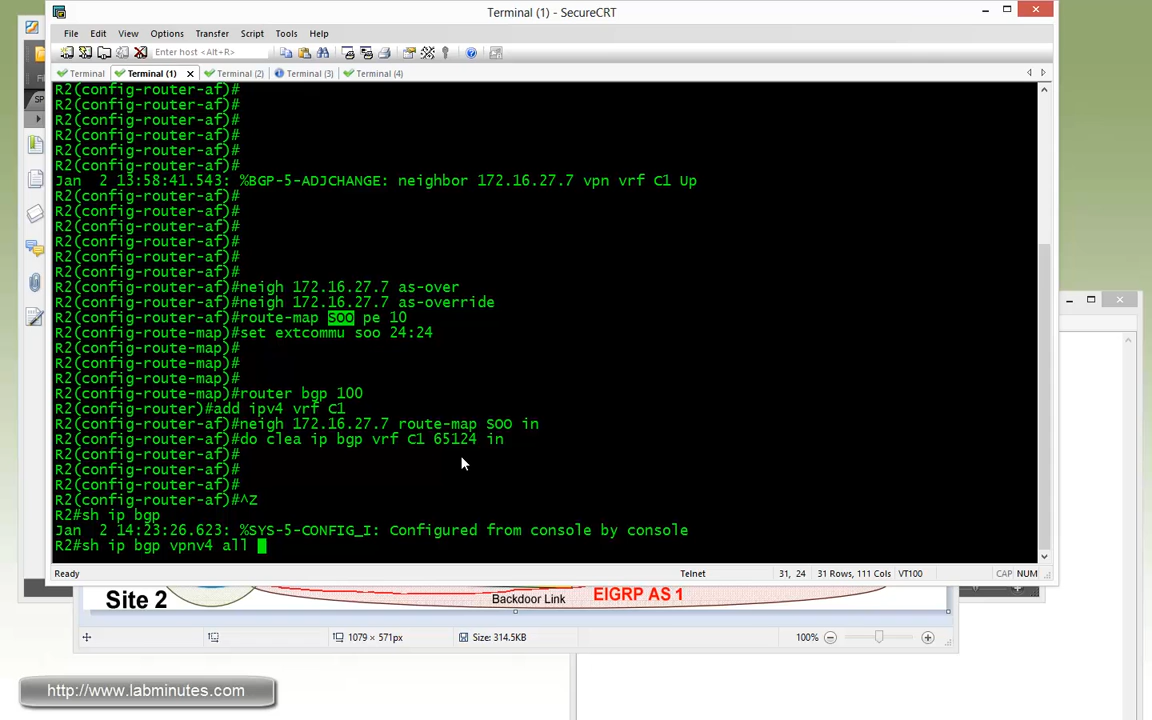 Terminal (1) - SecureCRT
File Edit View Options Transfer Script Tools Help
Enter host <Alt+R>
Terminal Terminal (1) Terminal (2) Terminal (3) Terminal (4)
R2(config-router-af)#
R2(config-router-af)#
R2(config-router-af)#
R2(config-router-af)#
R2(config-router-af)#
R2(config-router-af)#
Jan  2 13:58:41.543: %BGP-5-ADJCHANGE: neighbor 172.16.27.7 vpn vrf C1 Up
R2(config-router-af)#
R2(config-router-af)#
R2(config-router-af)#
R2(config-router-af)#
R2(config-router-af)#
R2(config-router-af)#
R2(config-router-af)#neigh 172.16.27.7 as-over
R2(config-router-af)#neigh 172.16.27.7 as-override
R2(config-router-af)#route-map SOO pe 10
R2(config-route-map)#set extcommu soo 24:24
R2(config-route-map)#
R2(config-route-map)#
R2(config-route-map)#
R2(config-route-map)#router bgp 100
R2(config-router)#add ipv4 vrf C1
R2(config-router-af)#neigh 172.16.27.7 route-map SOO in
R2(config-router-af)#do clea ip bgp vrf C1 65124 in
R2(config-router-af)#
R2(config-router-af)#
R2(config-router-af)#
R2(config-router-af)#^Z
R2#sh ip bgp
Jan  2 14:23:26.623: %SYS-5-CONFIG_I: Configured from console by console
R2#sh ip bgp vpnv4 all
Ready Telnet 31, 24 31 Rows, 111 Cols VT100 CAP NUM
Site 2 Backdoor Link EIGRP AS 1
1079 × 571px Size: 314.5KB 100%
http://www.labminutes.com